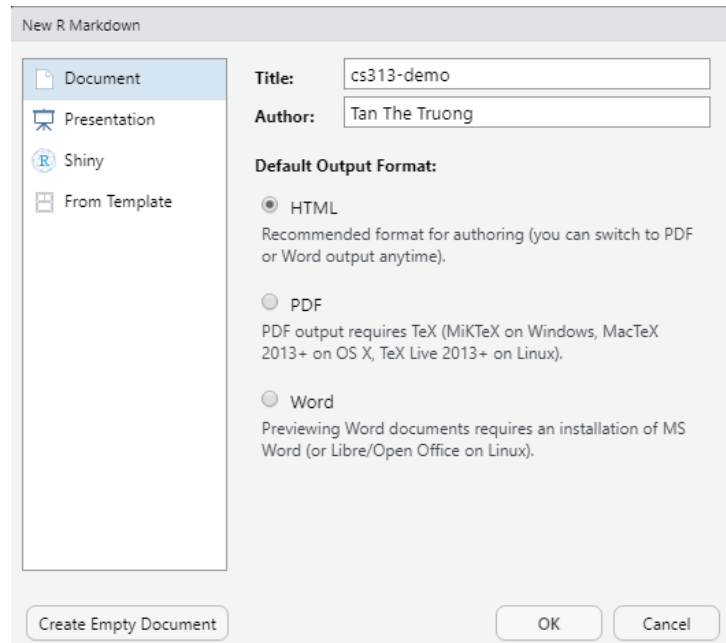 New R Markdown
Document
Presentation
Shiny
From Template
Title:
cs313-demo
Author:
Tan The Truong
Default Output Format:
HTML
Recommended format for authoring (you can switch to PDF
or Word output anytime).
PDF
PDF output requires TeX (MiKTeX on Windows, MacTeX
2013+ on OS X, TeX Live 2013+ on Linux).
Word
Previewing Word documents requires an installation of MS
Word (or Libre/Open Office on Linux).
Create Empty Document
OK
Cancel